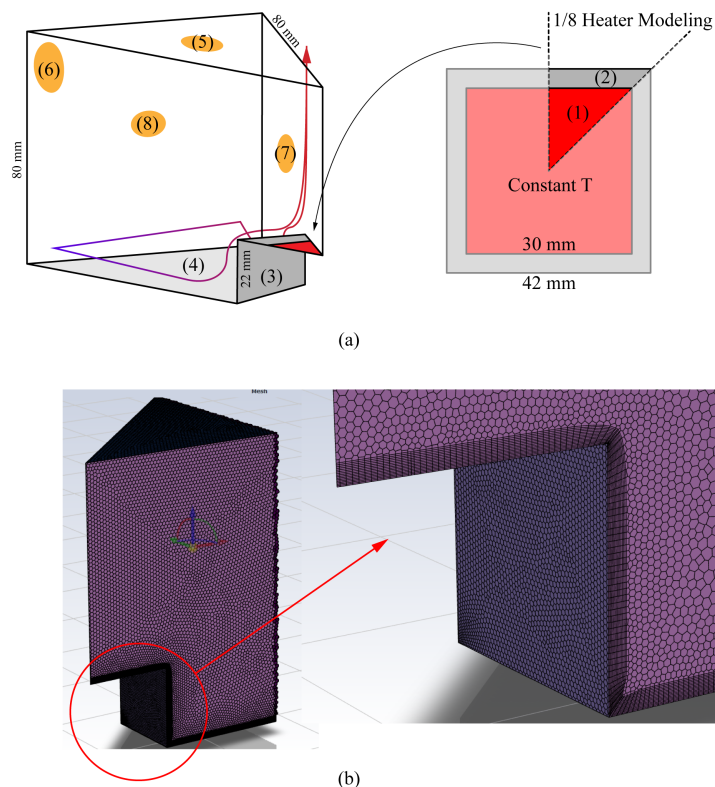 80 mm
1/8 Heater Modeling
(5)
(6)
(2)
(8)
(7)
(1)
80 mm
Constant T
(4)
22 mm
(3)
30 mm
42 mm
(a)
Mesh
(b)